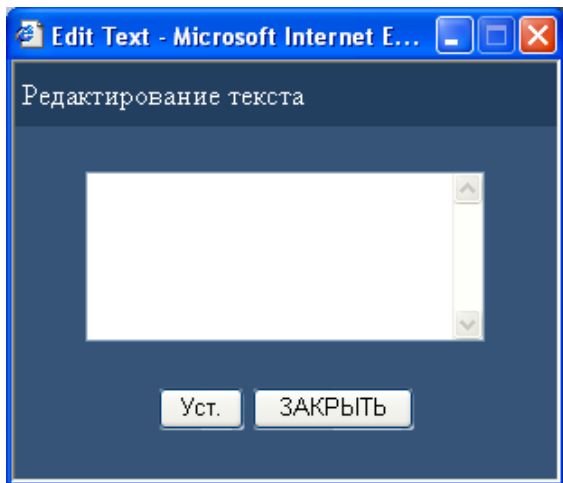 Edit Text - Microsoft Internet E...
Редактирование текста
Уст. ЗАКРЫТЬ